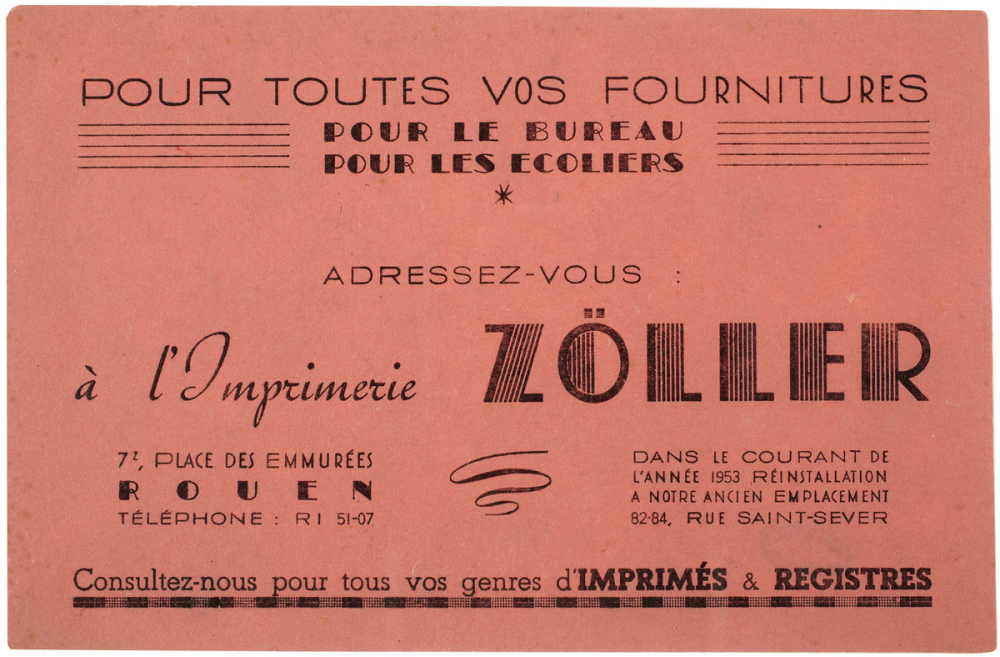 POUR TOUTES VOS FOURNITURES
POUR LE BUREAU
POUR LES ECOLIERS
*
ADRESSEZ-VOUS :
à l'Imprimerie ZÖLLER
7², PLACE DES EMMURÉES
ROUEN
TÉLÉPHONE : RI 51-07
DANS LE COURANT DE
L'ANNÉE 1953 RÉINSTALLATION
A NOTRE ANCIEN EMPLACEMENT
82-84, RUE SAINT-SEVER
Consultez-nous pour tous vos genres d'IMPRIMÉS & REGISTRES